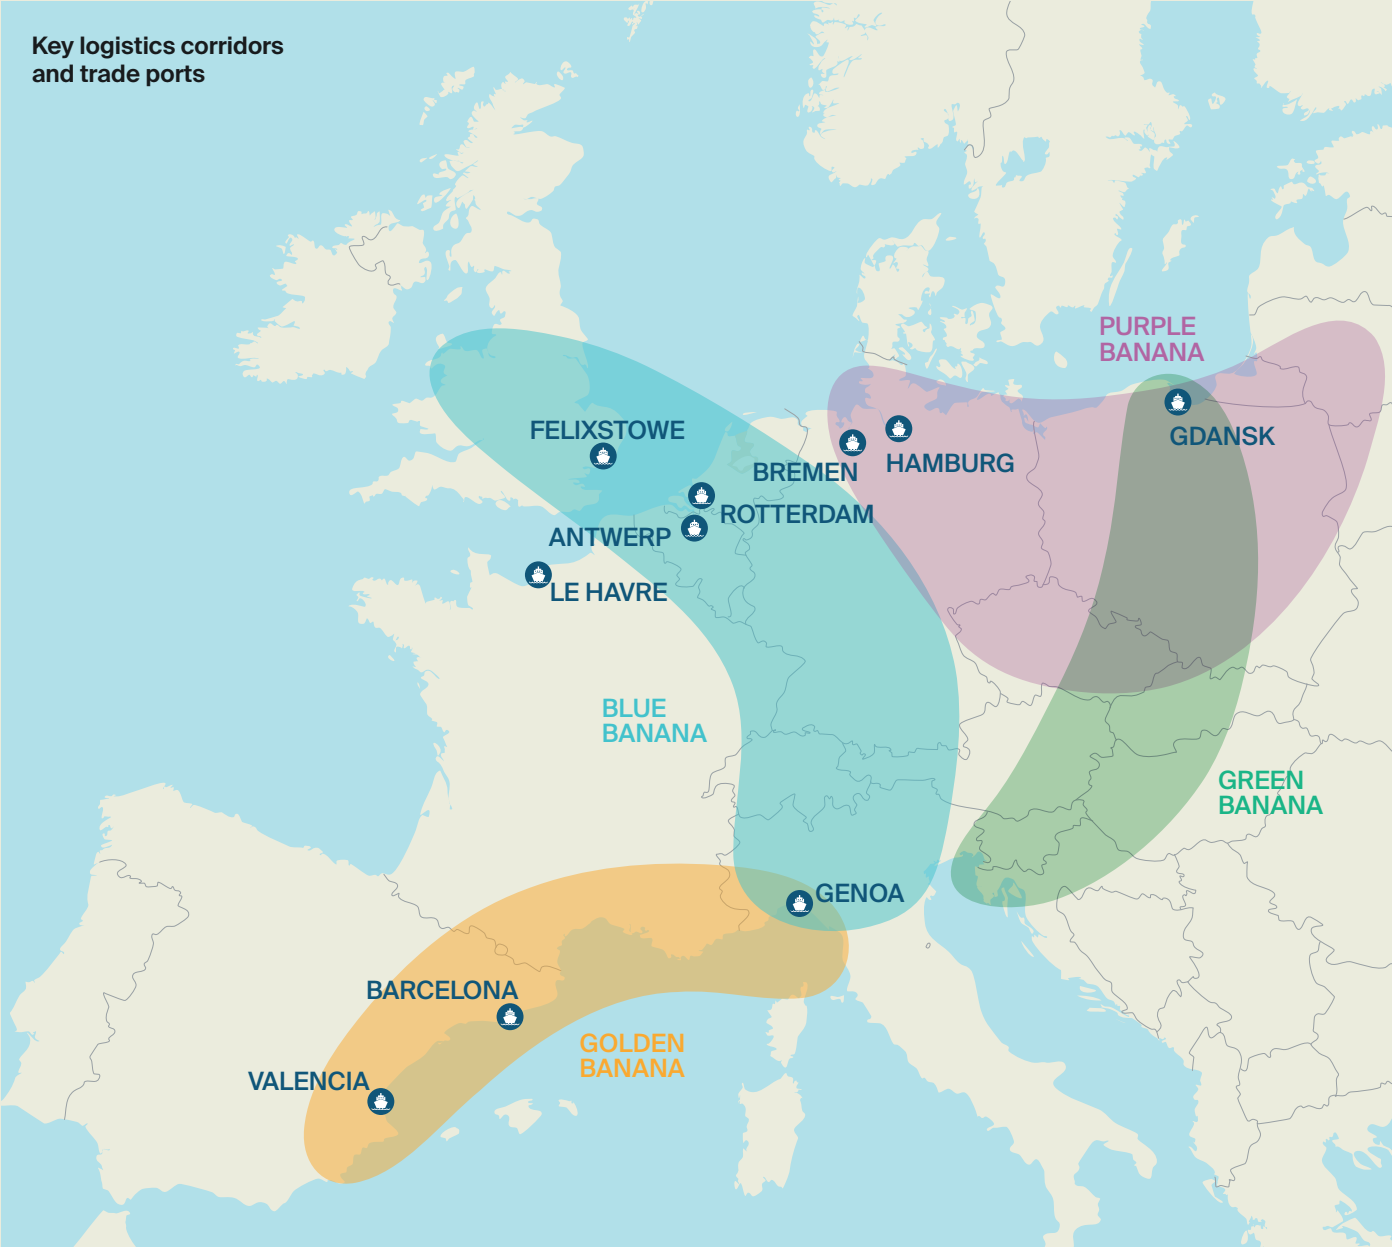 Key logistics corridors
and trade ports
PURPLE
BANANA
FELIXSTOWE
GDANSK
BREMEN
HAMBURG
ROTTERDAM
ANTWERP
LE HAVRE
BLUE
BANANA
GREEN
BANANA
GENOA
BARCELONA
GOLDEN
BANANA
VALENCIA